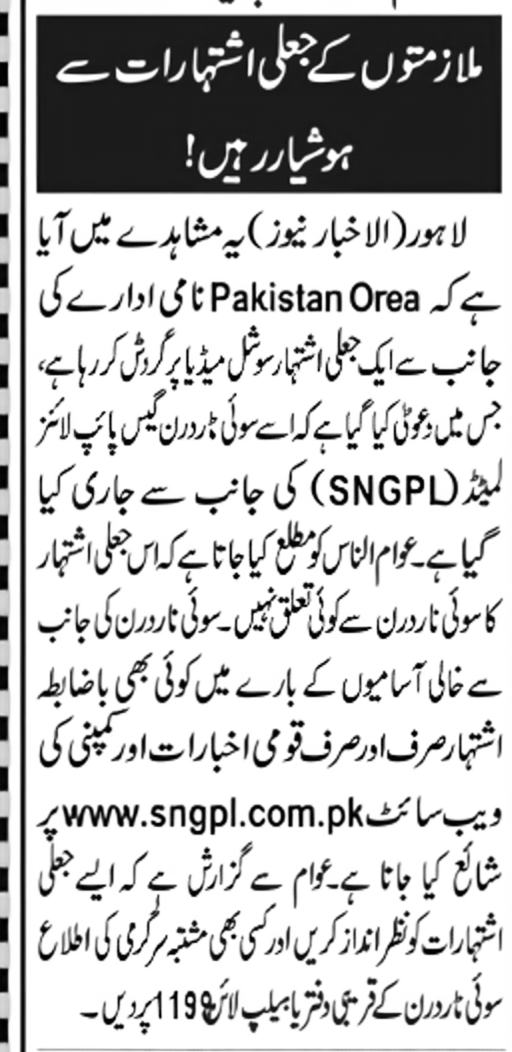 ملازمتوں کے جعلی اشتہارات سے
ہوشیار رہیں!
لاہور (الاخبار نیوز) یہ مشاہدے میں آیا
ہے کہ Pakistan Orea نامی ادارے کی
جانب سے ایک جعلی اشتہار سوشل میڈیا پر گردش کر رہا ہے،
جس میں دعویٰ کیا گیا ہے کہ اسے سوئی ناردرن گیس پائپ لائنز
لمیٹڈ (SNGPL) کی جانب سے جاری کیا
گیا ہے۔ عوام الناس کو مطلع کیا جاتا ہے کہ اس جعلی اشتہار
کا سوئی ناردرن سے کوئی تعلق نہیں۔ سوئی ناردرن کی جانب
سے خالی آسامیوں کے بارے میں کوئی بھی باضابطہ
اشتہار صرف اور صرف قومی اخبارات اور کمپنی کی
ویب سائٹ www.sngpl.com.pk پر
شائع کیا جاتا ہے۔ عوام سے گزارش ہے کہ ایسے جعلی
اشتہارات کو نظر انداز کریں اور کسی بھی مشتبہ سرگرمی کی اطلاع
سوئی ناردرن کے قریبی دفتر یا ہیلپ لائن 1199 پر دیں۔